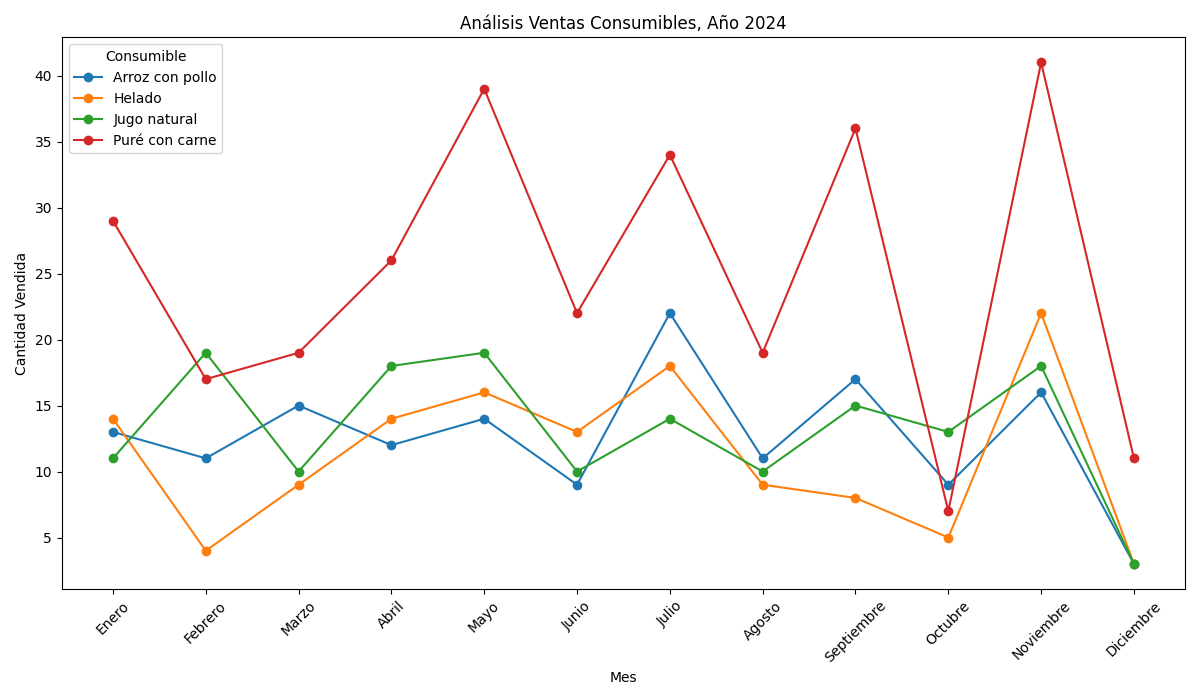 Análisis Ventas Consumibles, Año 2024
Consumible
Arroz con pollo
Helado
Jugo natural
Puré con carne
Cantidad Vendida
40
35
30
25
20
15
10
5
Enero
Febrero
Marzo
Abril
Mayo
Junio
Julio
Agosto
Septiembre
Octubre
Noviembre
Diciembre
Mes